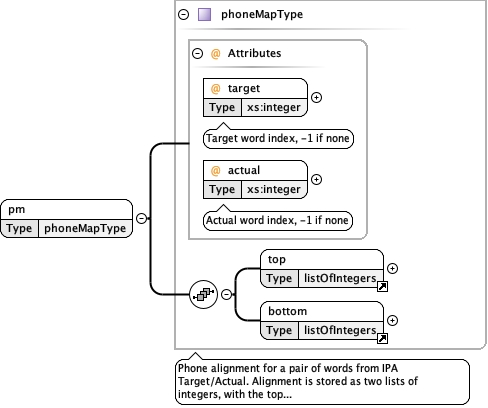 phoneMapType
@ Attributes
@ target
Type xs:integer
Target word index, -1 if none
@ actual
Type xs:integer
Actual word index, -1 if none
pm
Type phoneMapType
top
Type listOfIntegers
bottom
Type listOfIntegers
Phone alignment for a pair of words from IPA
Target/Actual. Alignment is stored as two lists of
integers, with the top...